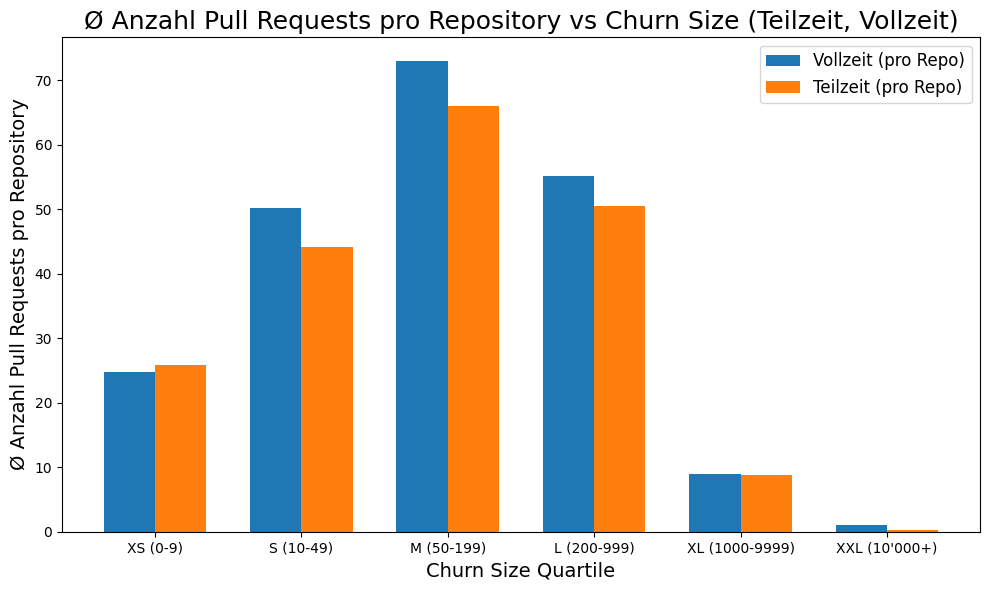 Ø Anzahl Pull Requests pro Repository vs Churn Size (Teilzeit, Vollzeit)
Vollzeit (pro Repo)
Teilzeit (pro Repo)
Ø Anzahl Pull Requests pro Repository
70
60
50
40
30
20
10
0
XS (0-9)
S (10-49)
M (50-199)
L (200-999)
XL (1000-9999)
XXL (10'000+)
Churn Size Quartile